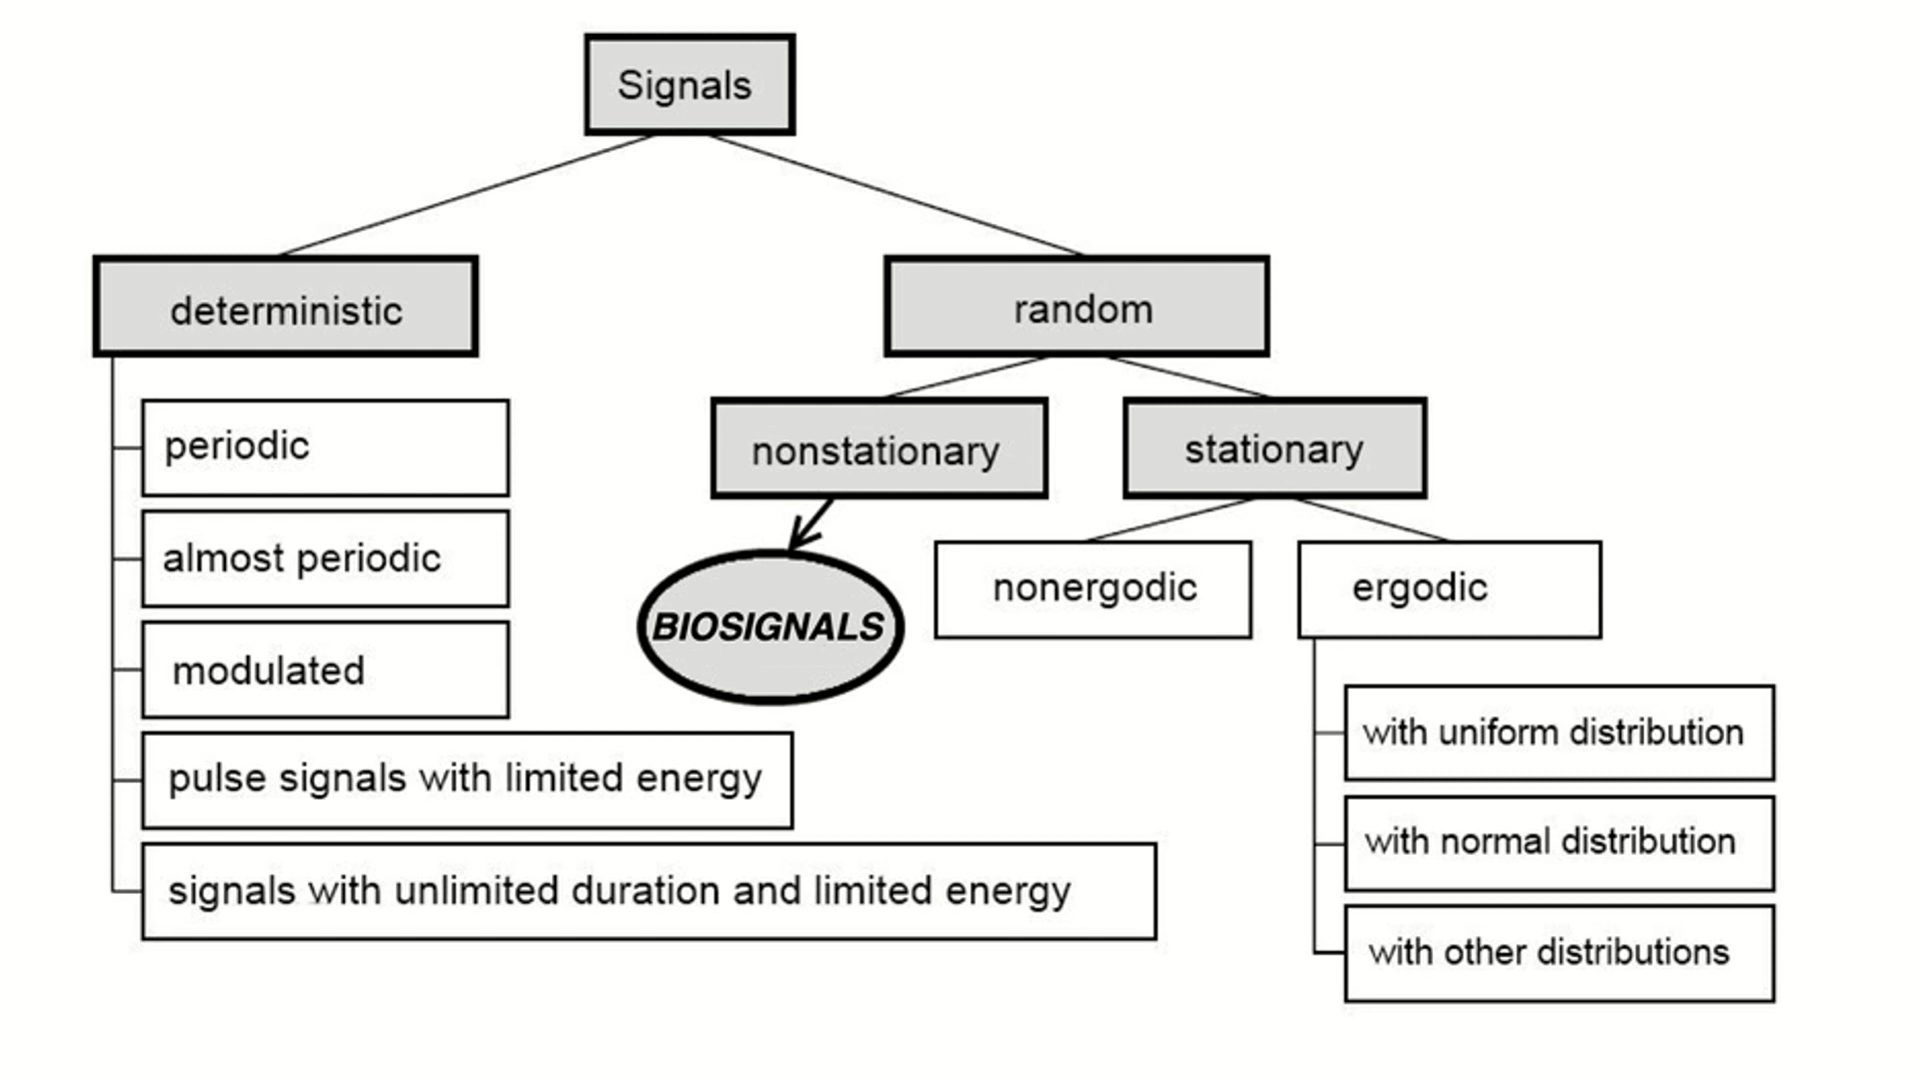 Signals
deterministic
random
periodic
nonstationary
stationary
almost periodic
nonergodic
ergodic
BIOSIGNALS
modulated
with uniform distribution
pulse signals with limited energy
with normal distribution
signals with unlimited duration and limited energy
with other distributions